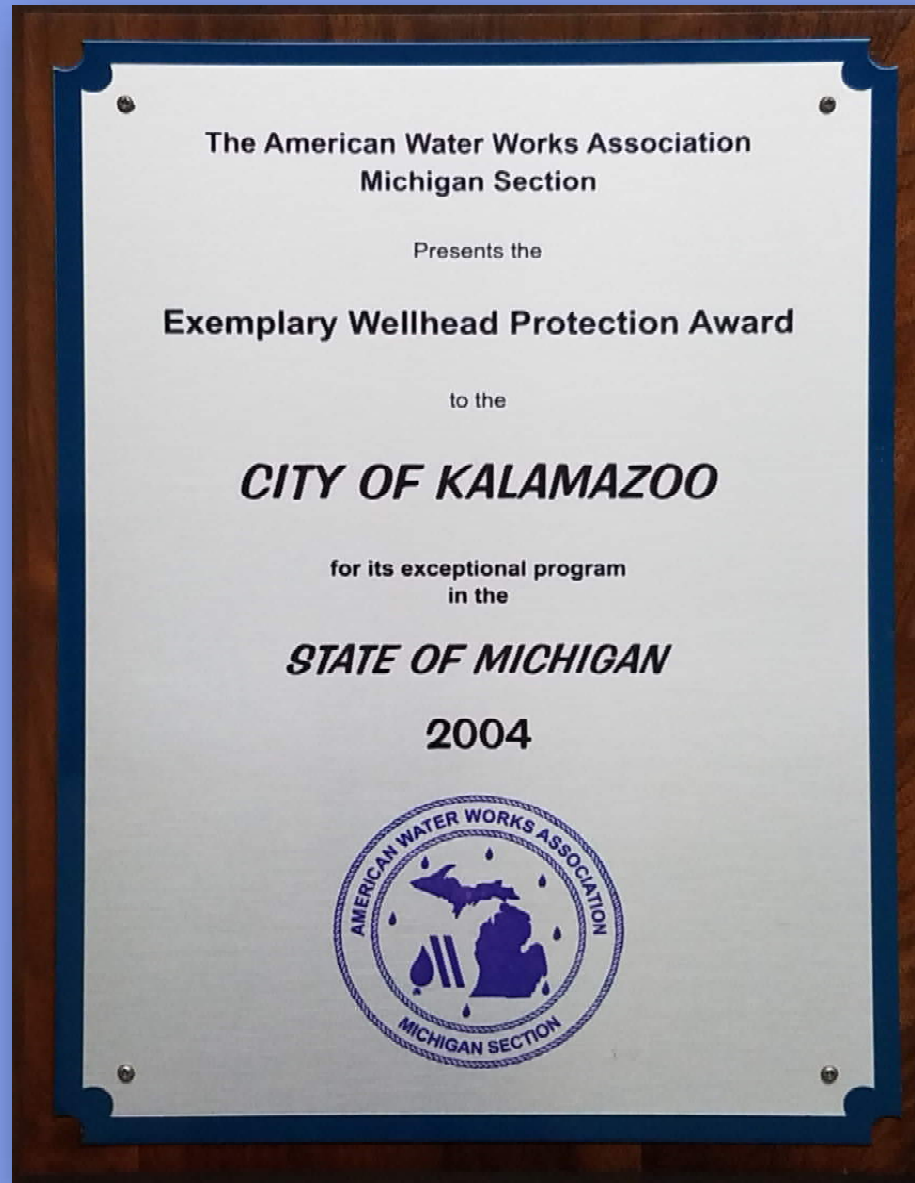 The American Water Works Association
Michigan Section
Presents the
Exemplary Wellhead Protection Award
to the
CITY OF KALAMAZOO
for its exceptional program
in the
STATE OF MICHIGAN
2004
AMERICAN WATER WORKS ASSOCIATION
MICHIGAN SECTION